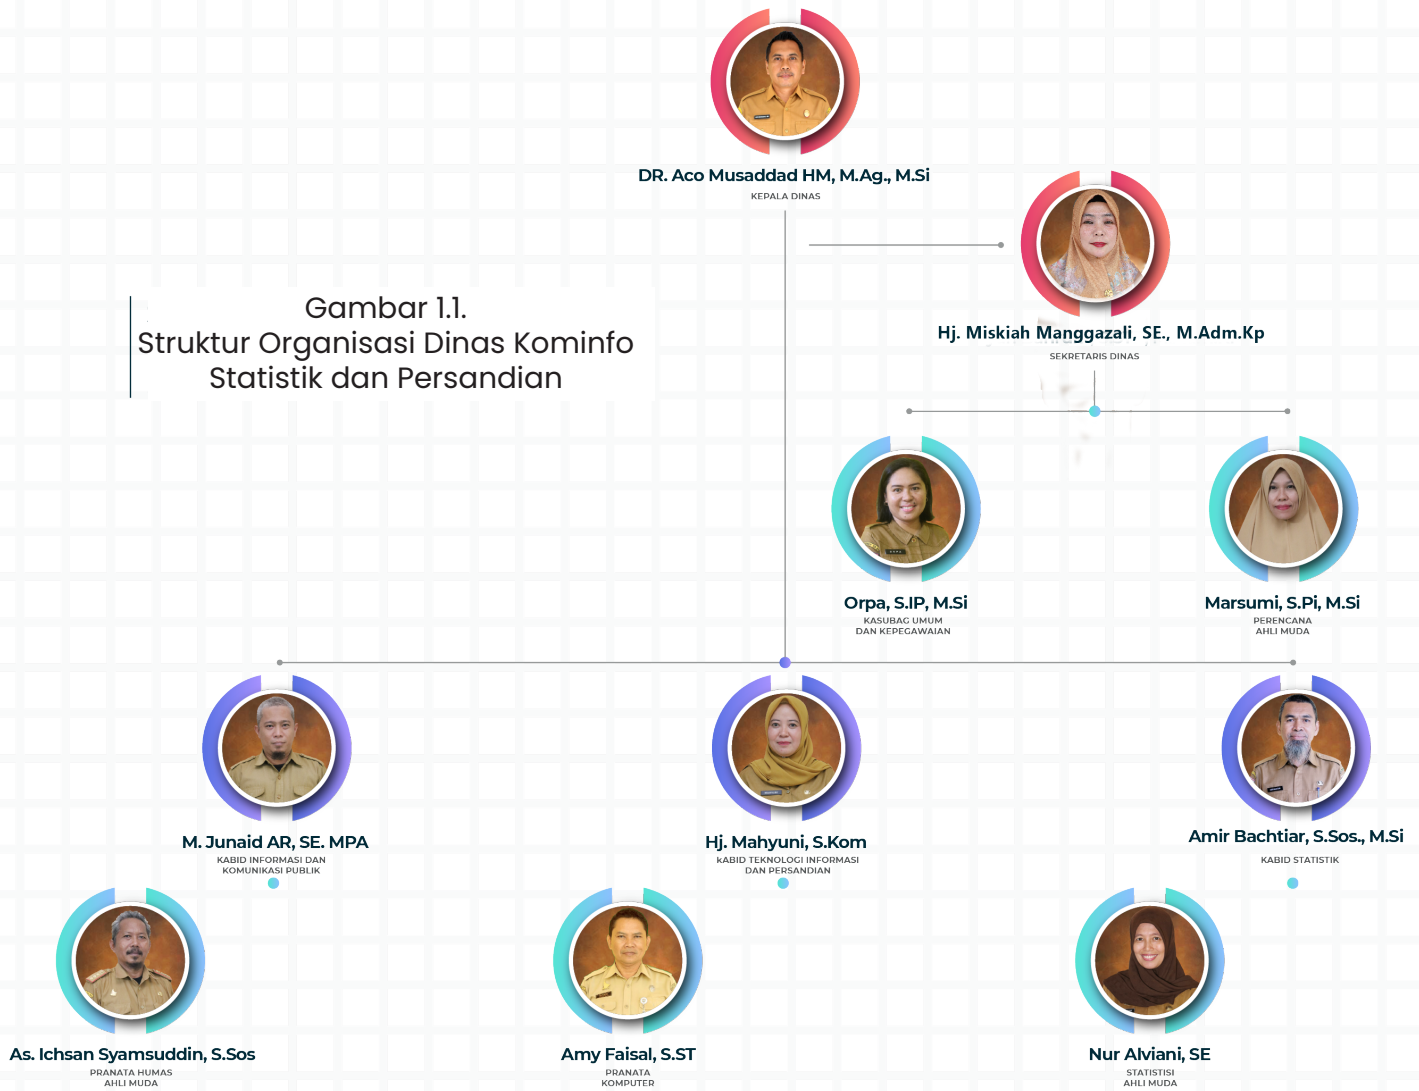 DR. Aco Musaddad HM, M.Ag., M.Si
KEPALA DINAS
Gambar 1.1.
Struktur Organisasi Dinas Kominfo
Statistik dan Persandian
Hj. Miskiah Manggazali, SE., M.Adm.Kp
SEKRETARIS DINAS
Orpa, S.IP, M.Si
KASUBAG UMUM
DAN KEPEGAWAIAN
Marsumi, S.Pi, M.Si
PERENCANA
AHLI MUDA
M. Junaid AR, SE. MPA
KABID INFORMASI DAN
KOMUNIKASI PUBLIK
Hj. Mahyuni, S.Kom
kABID TEKNOLOGI INFORMASI
DAN PERSANDIAN
Amir Bachtiar, S.Sos., M.Si
KABID STATISTIK
As. Ichsan Syamsuddin, S.Sos
PRANATA HUMAS
AHLI MUDA
Amy Faisal, S.ST
PRANATA
KOMPUTER
Nur Alviani, SE
STATISTISI
AHLI MUDA